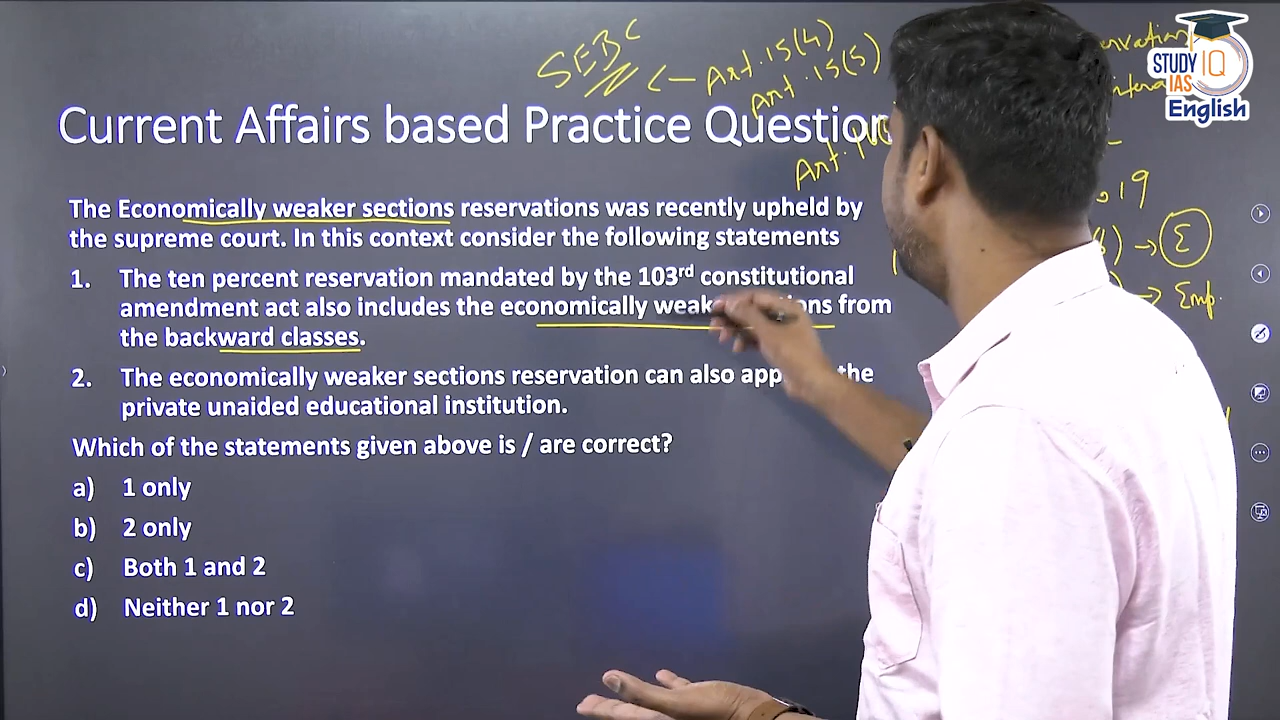 SEBC
Art. 15(4)
Art. 15(5)
STUDY IQ
IAS
English
Current Affairs based Practice Question
19
Emp.
The Economically weaker sections reservations was recently upheld by
the supreme court. In this context consider the following statements
1. The ten percent reservation mandated by the 103rd constitutional
amendment act also includes the economically from
the backward classes.
2. The economically weaker sections reservation can also the
private unaided educational institution.
Which of the statements given above is / are correct?
a) 1 only
b) 2 only
c) Both 1 and 2
d) Neither 1 nor 2